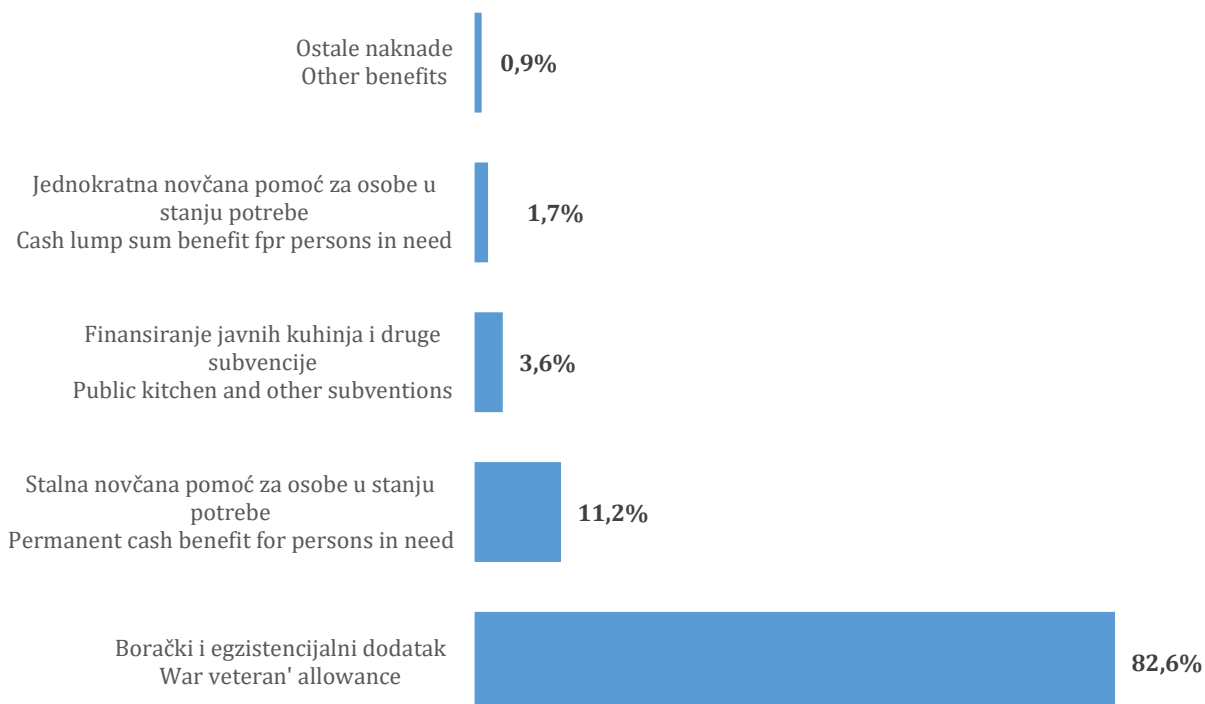 Ostale naknade
Other benefits
0,9%
Jednokratna novčana pomoć za osobe u
stanju potrebe
Cash lump sum benefit fpr persons in need
1,7%
Finansiranje javnih kuhinja i druge
subvencije
Public kitchen and other subventions
3,6%
Stalna novčana pomoć za osobe u stanju
potrebe
Permanent cash benefit for persons in need
11,2%
Borački i egzistencijalni dodatak
War veteran' allowance
82,6%